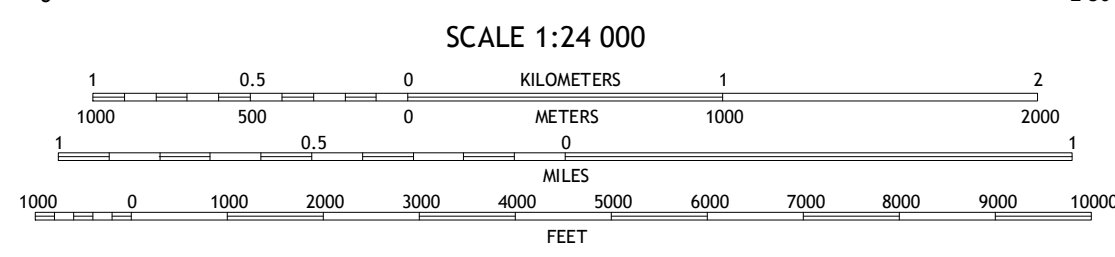 SCALE 1:24 000
1 0.5 0 KILOMETERS 1 2
1000 500 0 METERS 1000 2000
1 0.5 0 1
MILES
1000 0 1000 2000 3000 4000 5000 6000 7000 8000 9000 10000
FEET